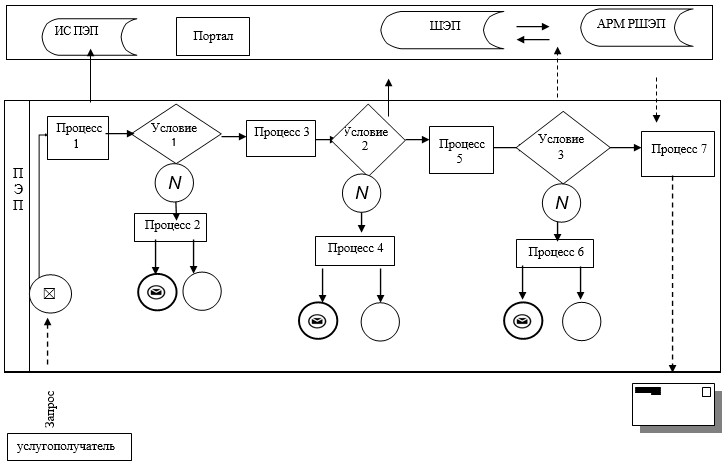 ИС ПЭП
Портал
ШЭП
АРМ РШЭП
ПЭП
Процесс
1
Условие
1
Процесс 3
Условие
2
Процесс
5
Условие
3
Процесс 7
N
N
N
Процесс 2
Процесс 4
Процесс 6
Запрос
услугополучатель